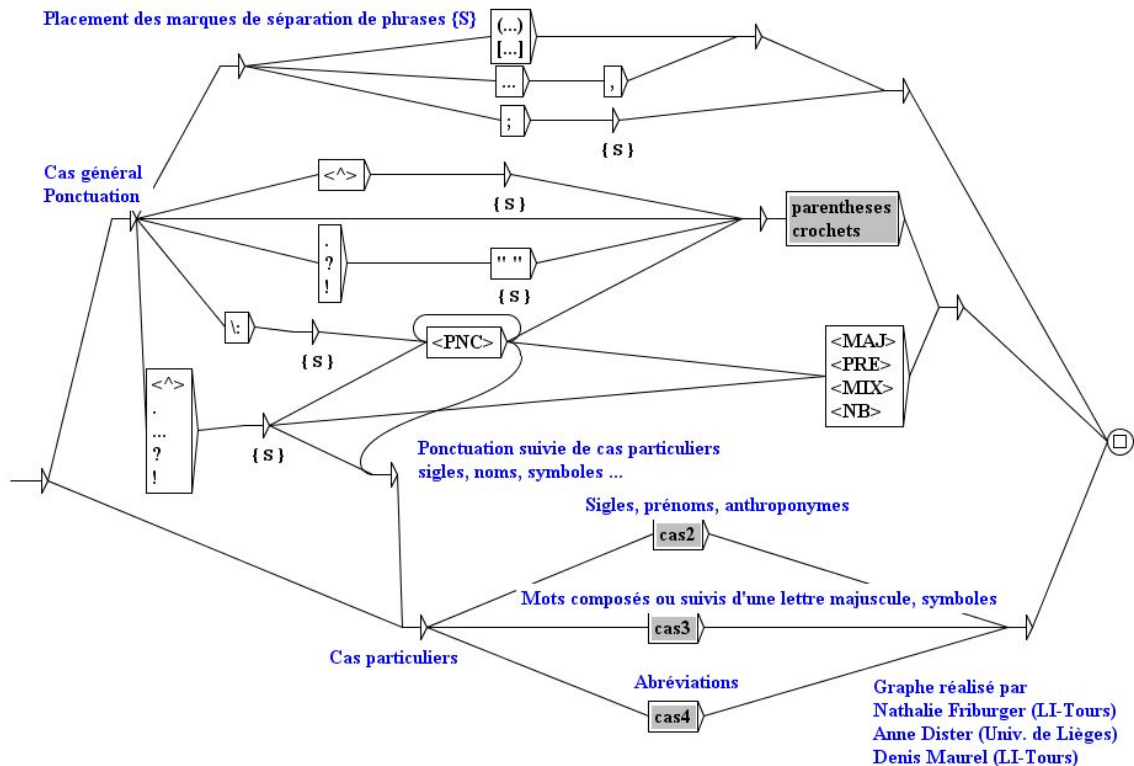 Placement des marques de séparation de phrases {S}
(...)
[...]
...
,
;
{ S }
Cas général
Ponctuation
<^>
{ S }
parentheses
crochets
.
?
!
" "
{ S }
\:
{ S }
<PNC>
<MAJ>
<PRE>
<MIX>
<NB>
<^>
.
...
?
!
{ S }
Ponctuation suivie de cas particuliers
sigles, noms, symboles ...
Sigles, prénoms, anthroponymes
cas2
Mots composés ou suivis d'une lettre majuscule, symboles
cas3
Cas particuliers
Abréviations
cas4
Graphe réalisé par
Nathalie Friburger (LI-Tours)
Anne Dister (Univ. de Lièges)
Denis Maurel (LI-Tours)